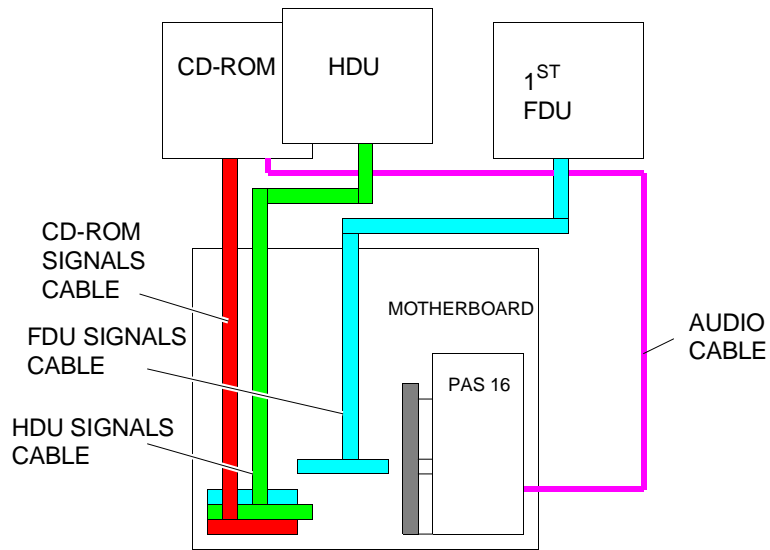 CD-ROM
HDU
1ST
FDU
CD-ROM
SIGNALS
CABLE
MOTHERBOARD
FDU SIGNALS
CABLE
AUDIO
CABLE
PAS 16
HDU SIGNALS
CABLE